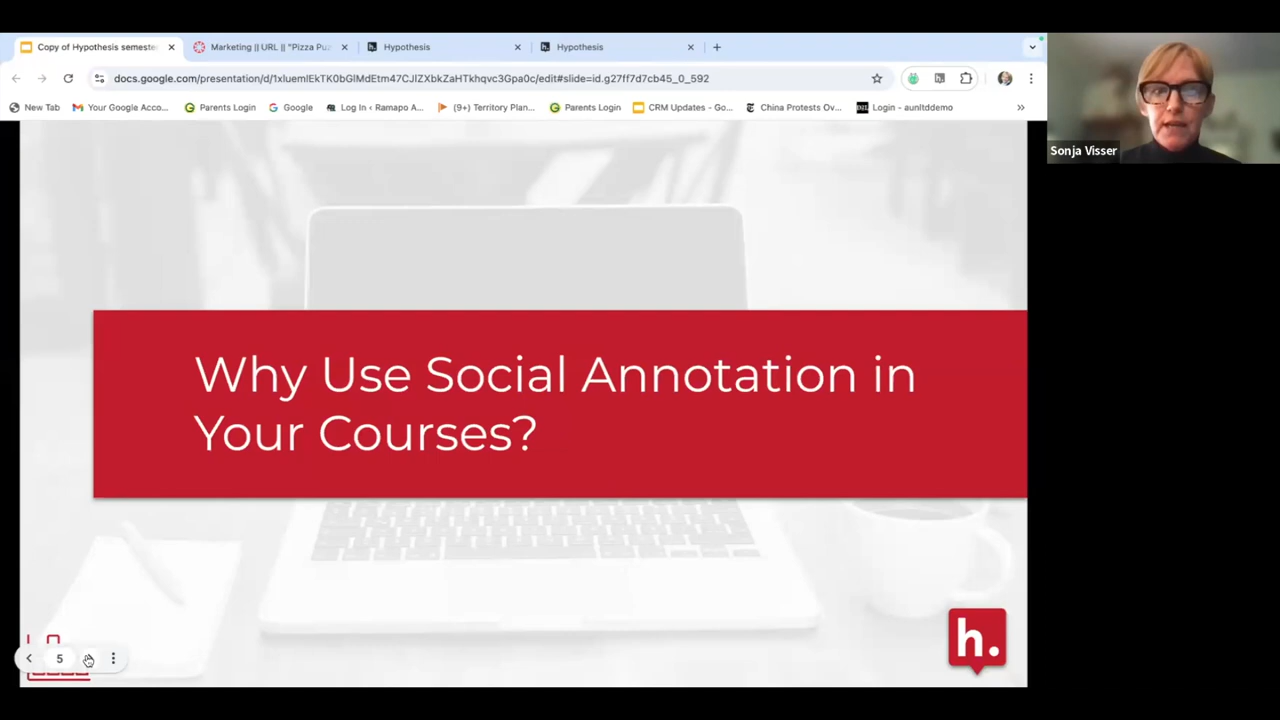 Copy of Hypothesis semeste
Marketing || URL || "Pizza Puz
Hypothesis
Hypothesis
docs.google.com/presentation/d/1xluemIEkTK0bGlMdEtm47CJIZXbkZaHTkhqvc3Gpa0c/edit#slide=id.g27ff7d7cb45_0_592
New Tab
Your Google Acco...
Parents Login
Google
Log In ‹ Ramapo A...
(9+) Territory Plan...
Parents Login
CRM Updates - Go...
China Protests Ov...
Login - aunltddemo
»
Sonja Visser
Why Use Social Annotation in
Your Courses?
5
h.